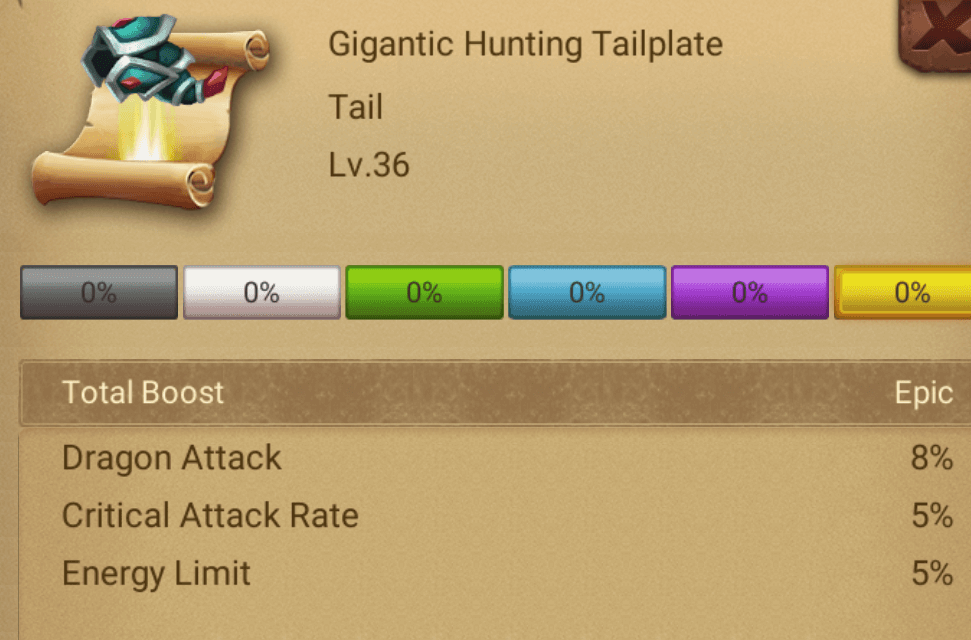 Gigantic Hunting Tailplate
Tail
Lv.36
0% 0% 0% 0% 0% 0%
Total Boost Epic
Dragon Attack 8%
Critical Attack Rate 5%
Energy Limit 5%